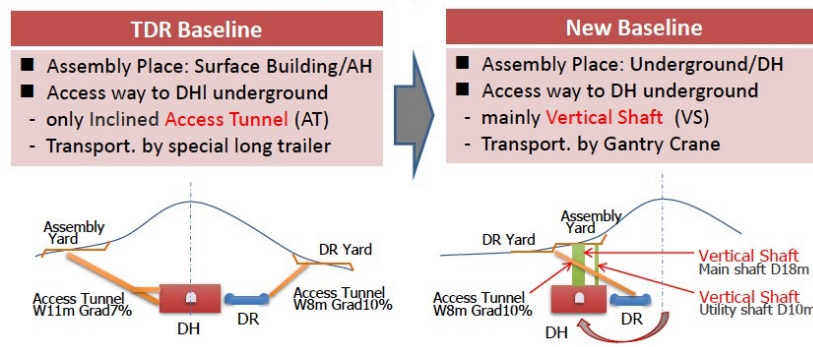 TDR Baseline
■ Assembly Place: Surface Building/AH
■ Access way to DHl underground
- only Inclined Access Tunnel (AT)
- Transport. by special long trailer
New Baseline
■ Assembly Place: Underground/DH
■ Access way to DH underground
- mainly Vertical Shaft (VS)
- Transport. by Gantry Crane
Assembly
Yard
DR Yard
Access Tunnel
W11m Grad7%
DH
DR
Access Tunnel
W8m Grad10%
Assembly
Yard
DR Yard
Vertical Shaft
Main shaft D18m
Access Tunnel
W8m Grad10%
DH
DR
Vertical Shaft
Utility shaft D10m